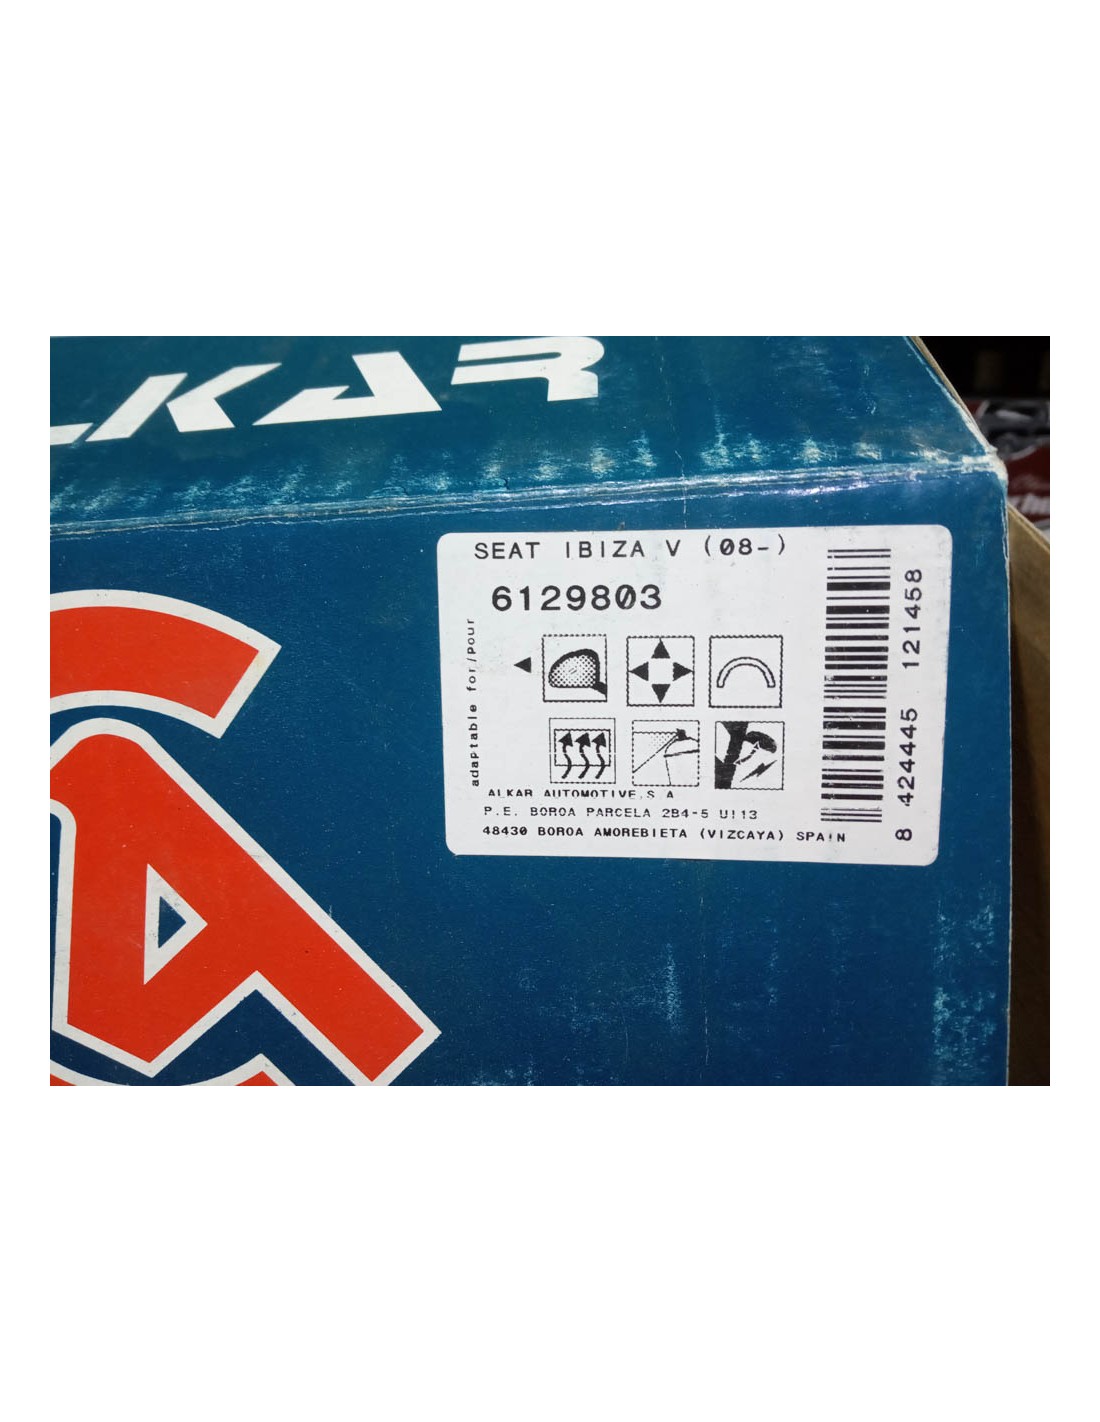 LKAR
SEAT IBIZA V (08-)
6129803
adaptable for/Pour
ALKAR AUTOMOTIVE,S.A
P.E. BOROA PARCELA 2B4-5 U!13
48430 BOROA AMOREBIETA (VIZCAYA) SPAIN
8 424445 121458